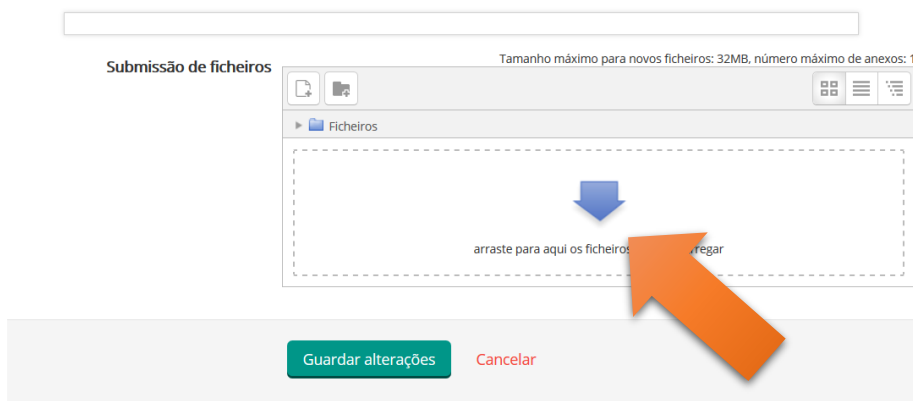 Tamanho máximo para novos ficheiros: 32MB, número máximo de anexos: 1
Submissão de ficheiros
Ficheiros
arraste para aqui os ficheiros
Guardar alterações Cancelar